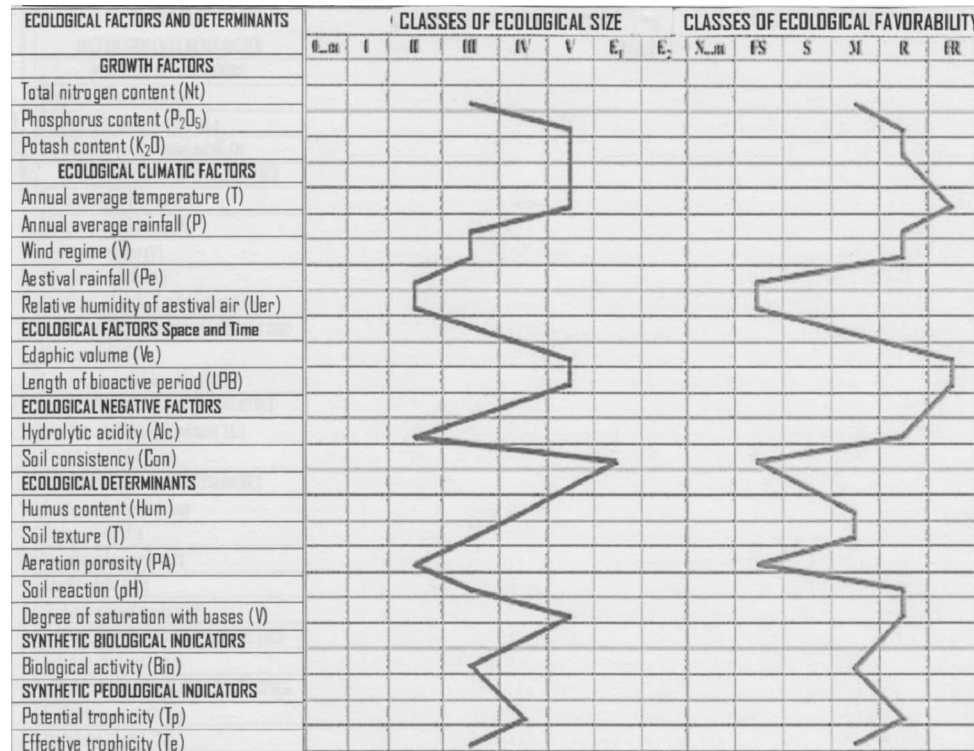 ECOLOGICAL FACTORS AND DETERMINANTS CLASSES OF ECOLOGICAL SIZE CLASSES OF ECOLOGICAL FAVORABILITY
0...m I II III IV V E₁ E₂ N...m FS S M R FR
GROWTH FACTORS
Total nitrogen content (Nt)
Phosphorus content (P₂O₅)
Potash content (K₂O)
ECOLOGICAL CLIMATIC FACTORS
Annual average temperature (T)
Annual average rainfall (P)
Wind regime (V)
Aestival rainfall (Pe)
Relative humidity of aestival air (Uer)
ECOLOGICAL FACTORS Space and Time
Edaphic volume (Ve)
Length of bioactive period (LPB)
ECOLOGICAL NEGATIVE FACTORS
Hydrolytic acidity (Alc)
Soil consistency (Con)
ECOLOGICAL DETERMINANTS
Humus content (Hum)
Soil texture (T)
Aeration porosity (PA)
Soil reaction (pH)
Degree of saturation with bases (V)
SYNTHETIC BIOLOGICAL INDICATORS
Biological activity (Bio)
SYNTHETIC PEDOLOGICAL INDICATORS
Potential trophicity (Tp)
Effective trophicity (Te)